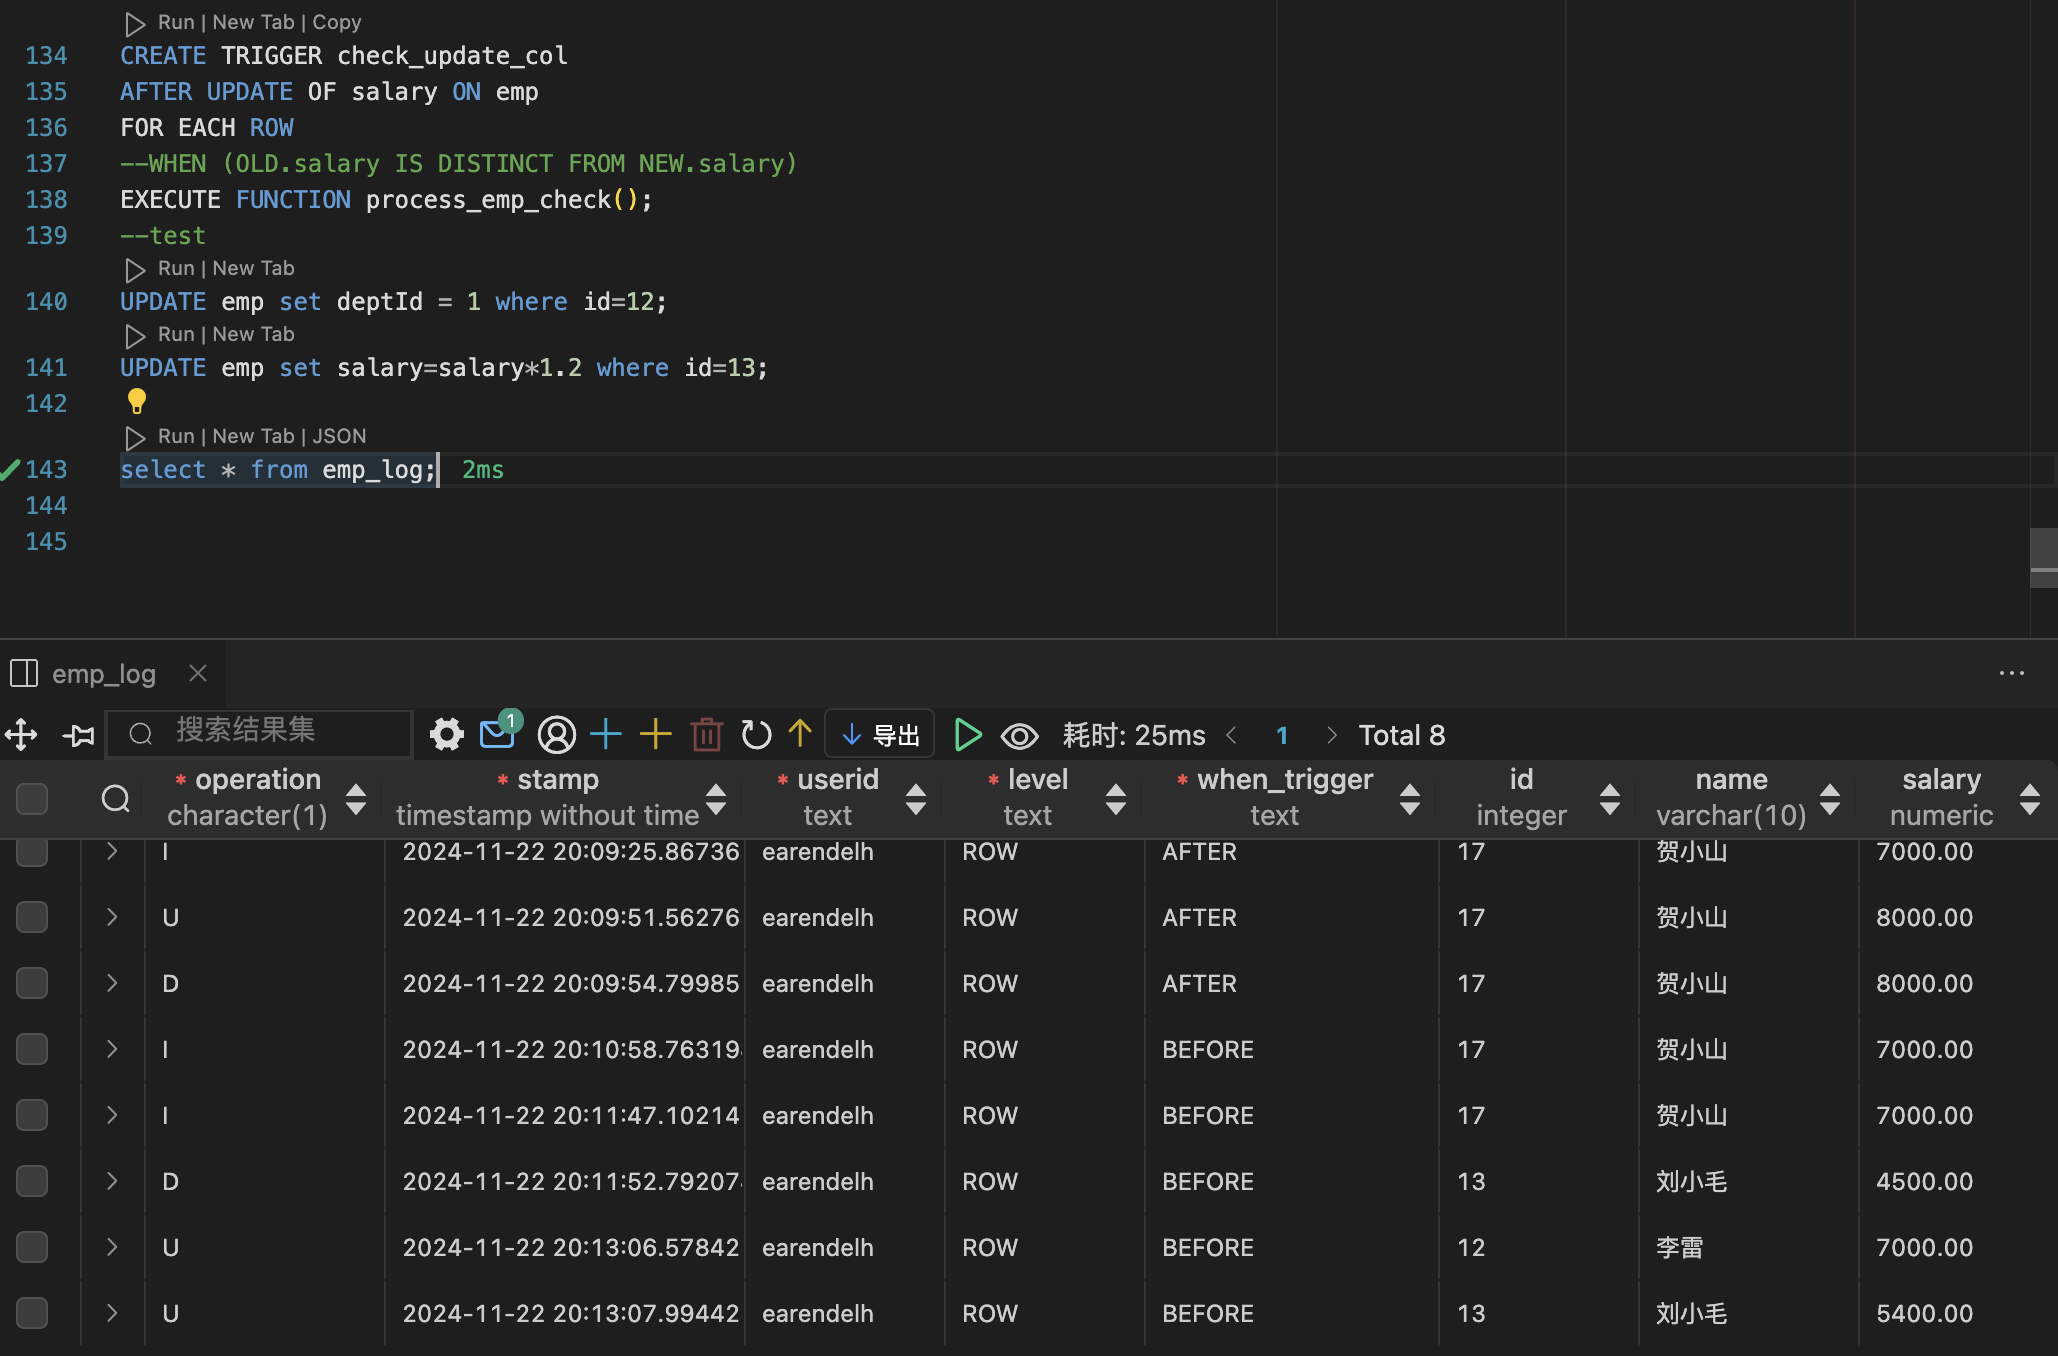 Run | New Tab | Copy
134 CREATE TRIGGER check_update_col
135 AFTER UPDATE OF salary ON emp
136 FOR EACH ROW
137 --WHEN (OLD.salary IS DISTINCT FROM NEW.salary)
138 EXECUTE FUNCTION process_emp_check();
139 --test
Run | New Tab
140 UPDATE emp set deptId = 1 where id=12;
Run | New Tab
141 UPDATE emp set salary=salary*1.2 where id=13;
142
Run | New Tab | JSON
143 select * from emp_log; 2ms
144
145
emp_log
搜索结果集 1 导出 耗时: 25ms < 1 > Total 8
* operation * stamp * userid * level * when_trigger id name salary
character(1) timestamp without time text text text integer varchar(10) numeric
I 2024-11-22 20:09:25.86736 earendelh ROW AFTER 17 贺小山 7000.00
U 2024-11-22 20:09:51.56276 earendelh ROW AFTER 17 贺小山 8000.00
D 2024-11-22 20:09:54.79985 earendelh ROW AFTER 17 贺小山 8000.00
I 2024-11-22 20:10:58.76319 earendelh ROW BEFORE 17 贺小山 7000.00
I 2024-11-22 20:11:47.10214 earendelh ROW BEFORE 17 贺小山 7000.00
D 2024-11-22 20:11:52.79207 earendelh ROW BEFORE 13 刘小毛 4500.00
U 2024-11-22 20:13:06.57842 earendelh ROW BEFORE 12 李雷 7000.00
U 2024-11-22 20:13:07.99442 earendelh ROW BEFORE 13 刘小毛 5400.00